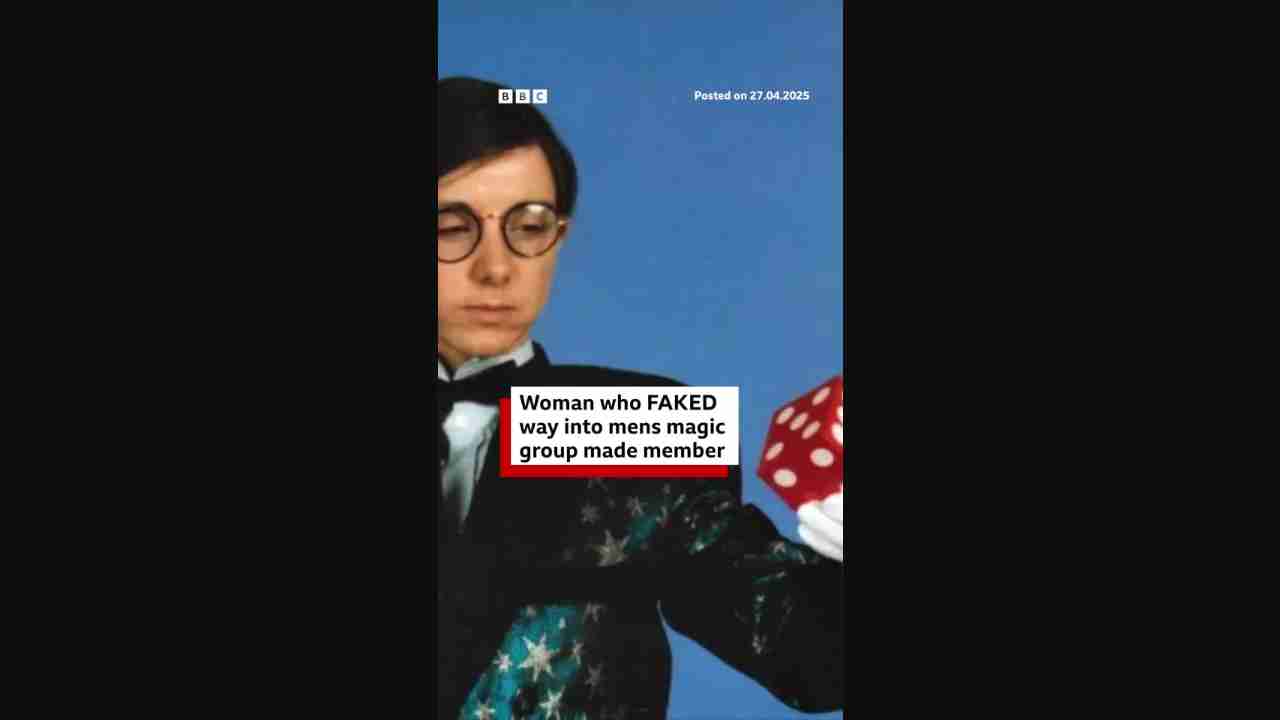 BBC
Posted on 27.04.2025
Woman who FAKED
way into mens magic
group made member